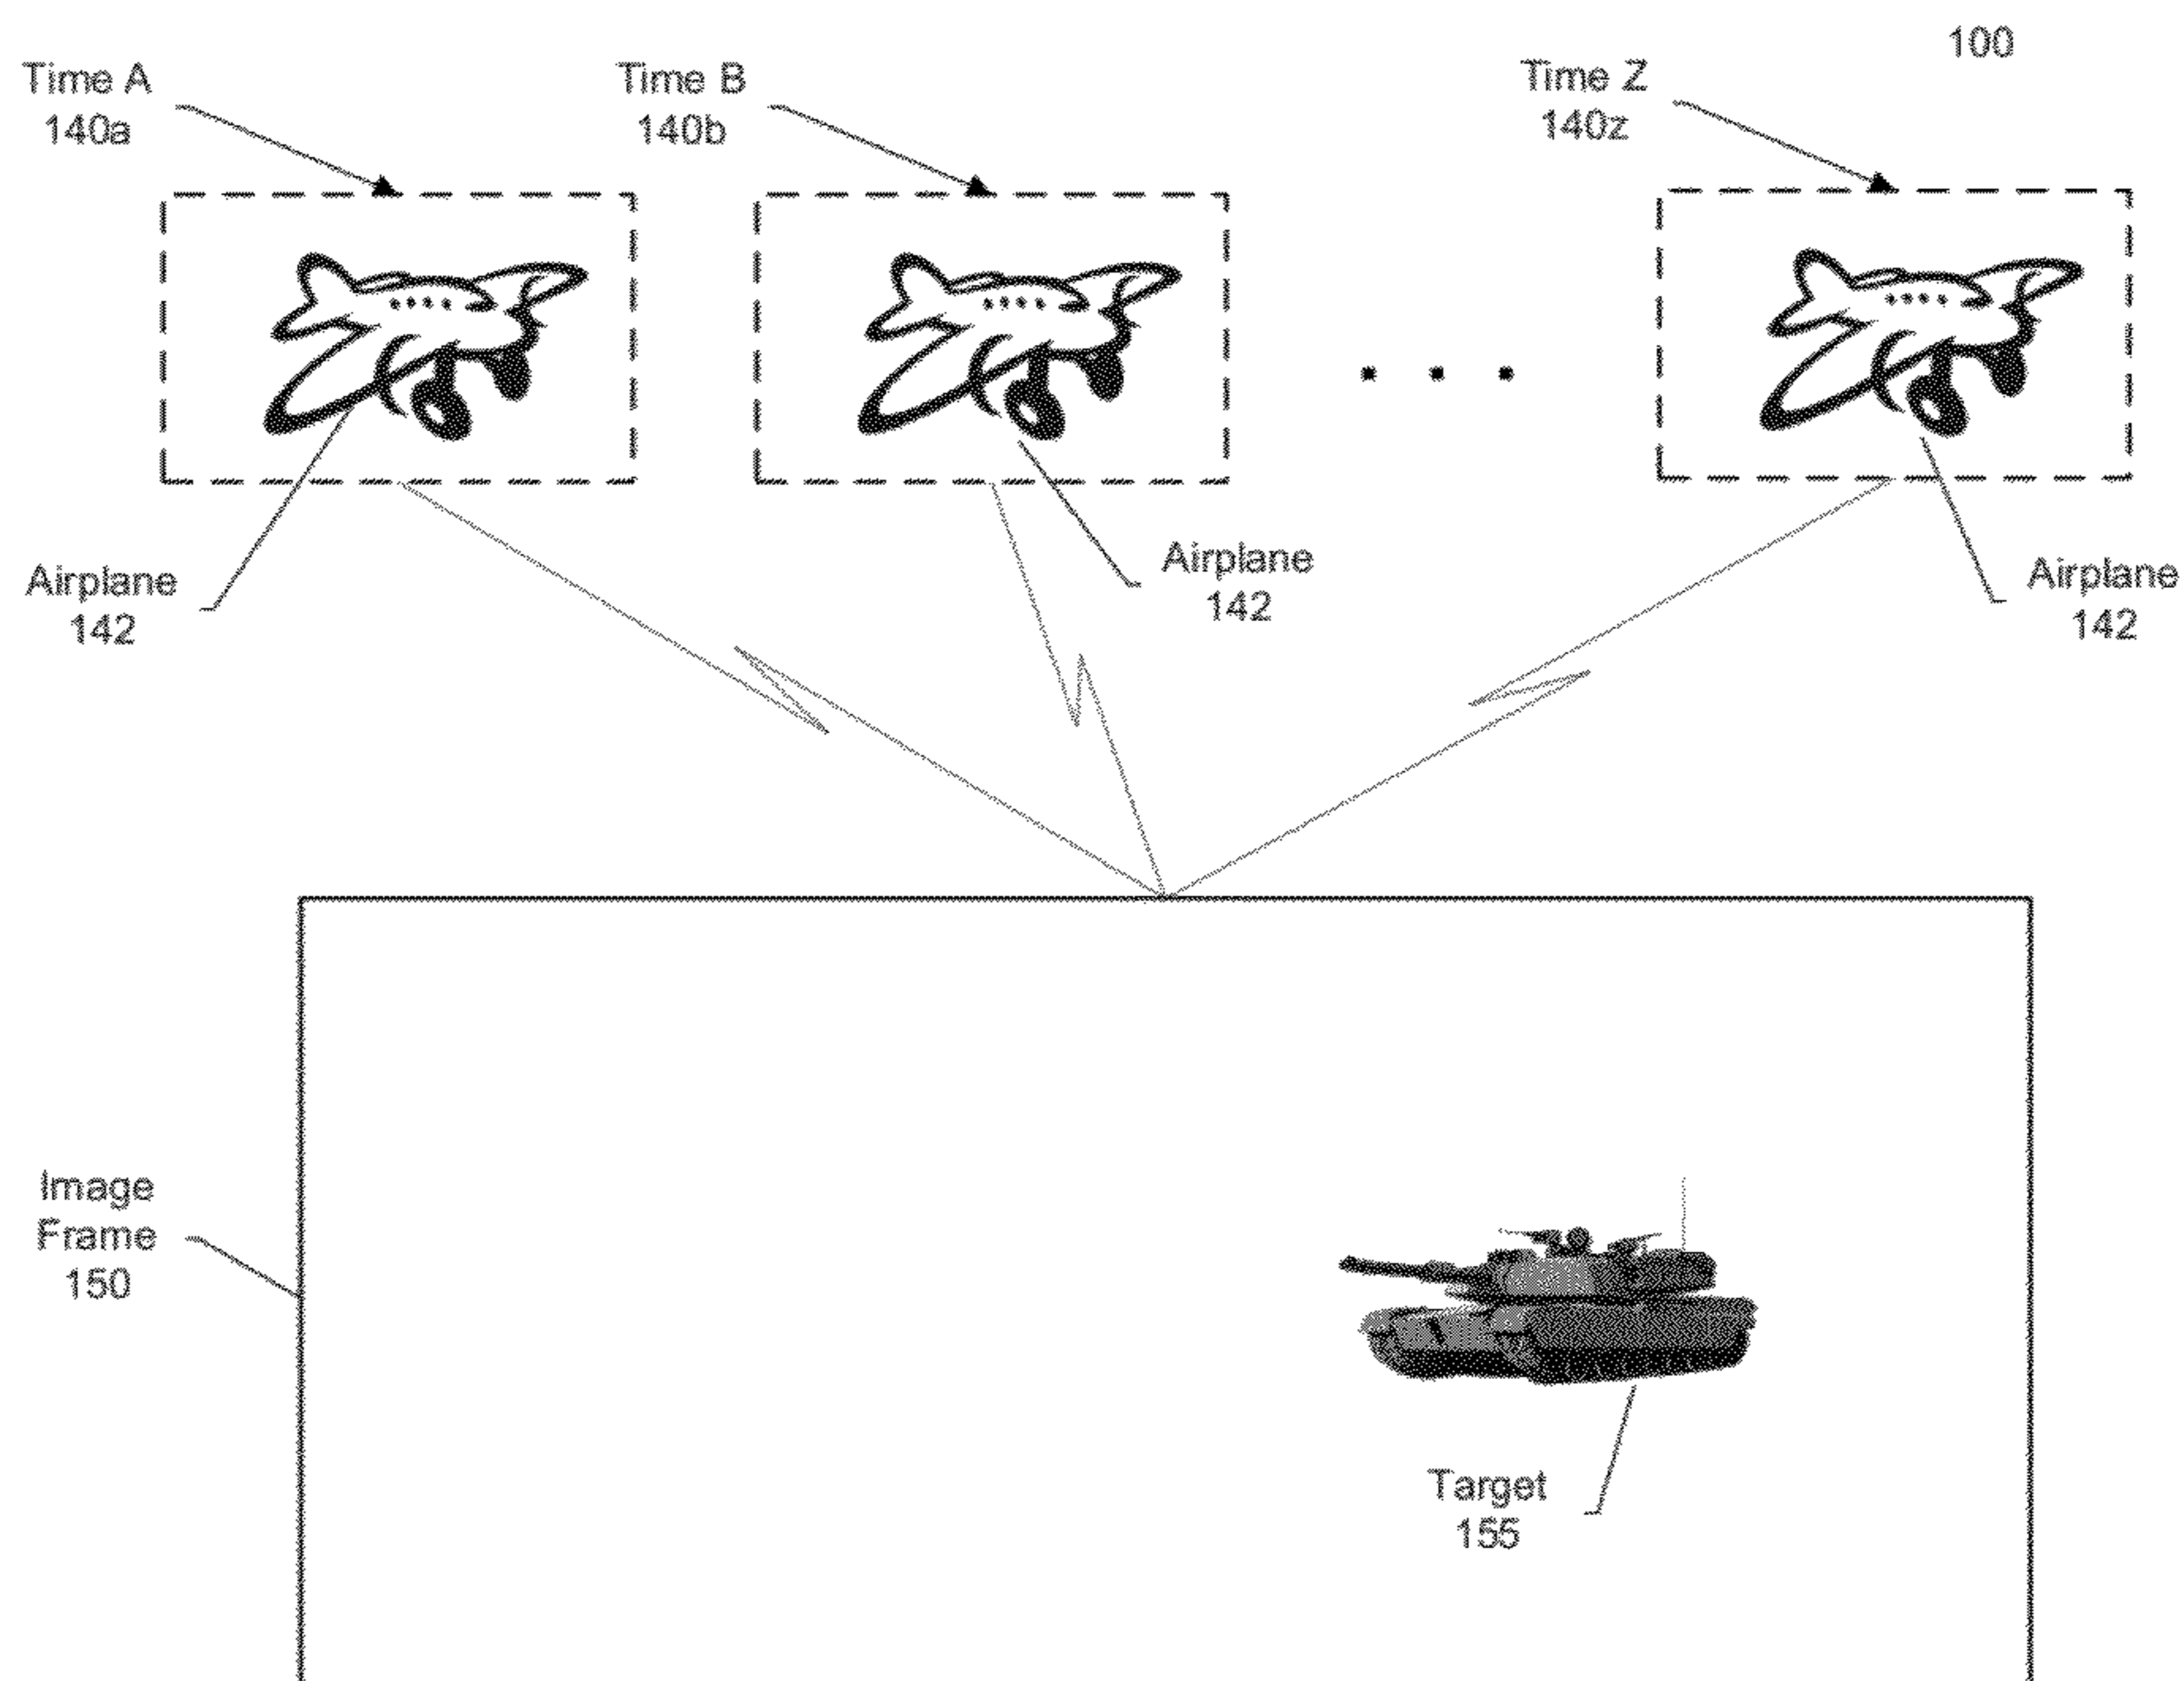 100
Time A
140a
Time B
140b
Time Z
140z
Airplane
142
Airplane
142
Airplane
142
Image
Frame
150
Target
155